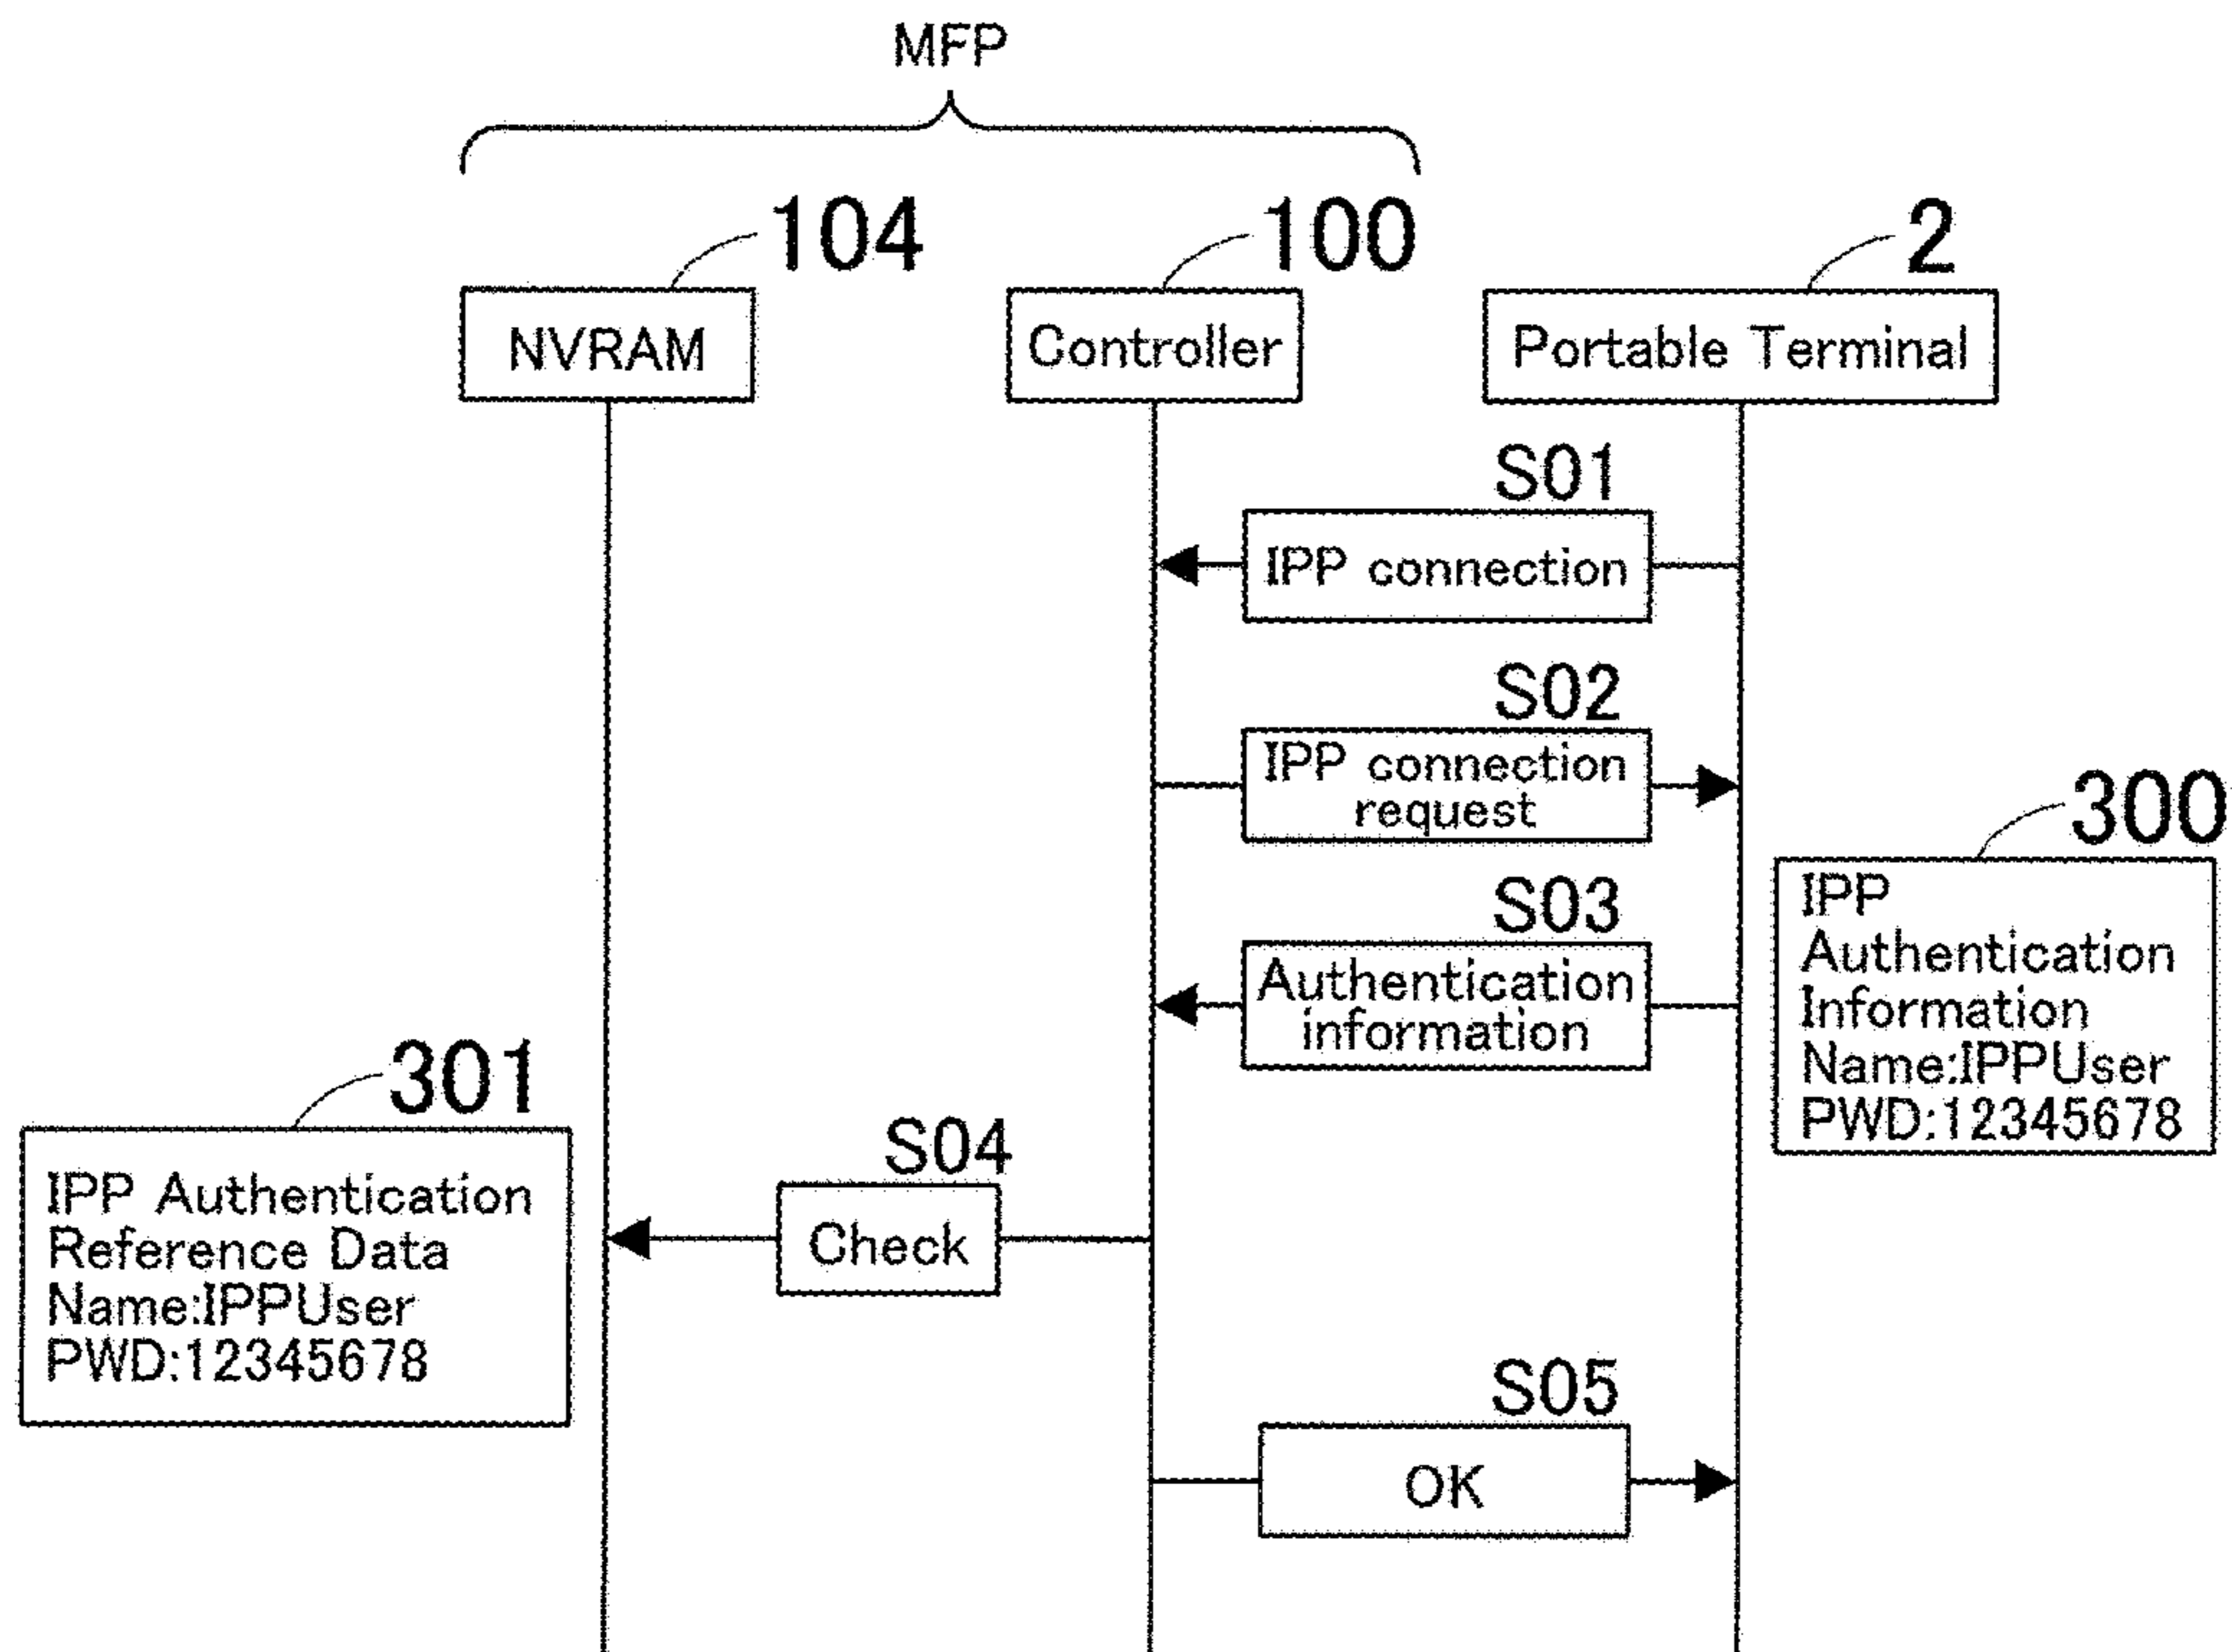 MFP
104
100
2
NVRAM
Controller
Portable Terminal
S01
IPP connection
S02
IPP connection
request
300
IPP
Authentication
Information
Name:IPPUser
PWD:12345678
S03
Authentication
information
301
IPP Authentication
Reference Data
Name:IPPUser
PWD:12345678
S04
Check
S05
OK